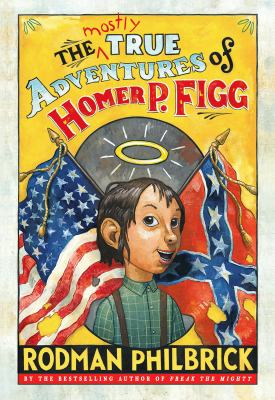 THE mostly TRUE
ADVENTURES of
HOMER P. FIGG
RODMAN PHILBRICK
BY THE BESTSELLING AUTHOR OF FREAK THE MIGHTY